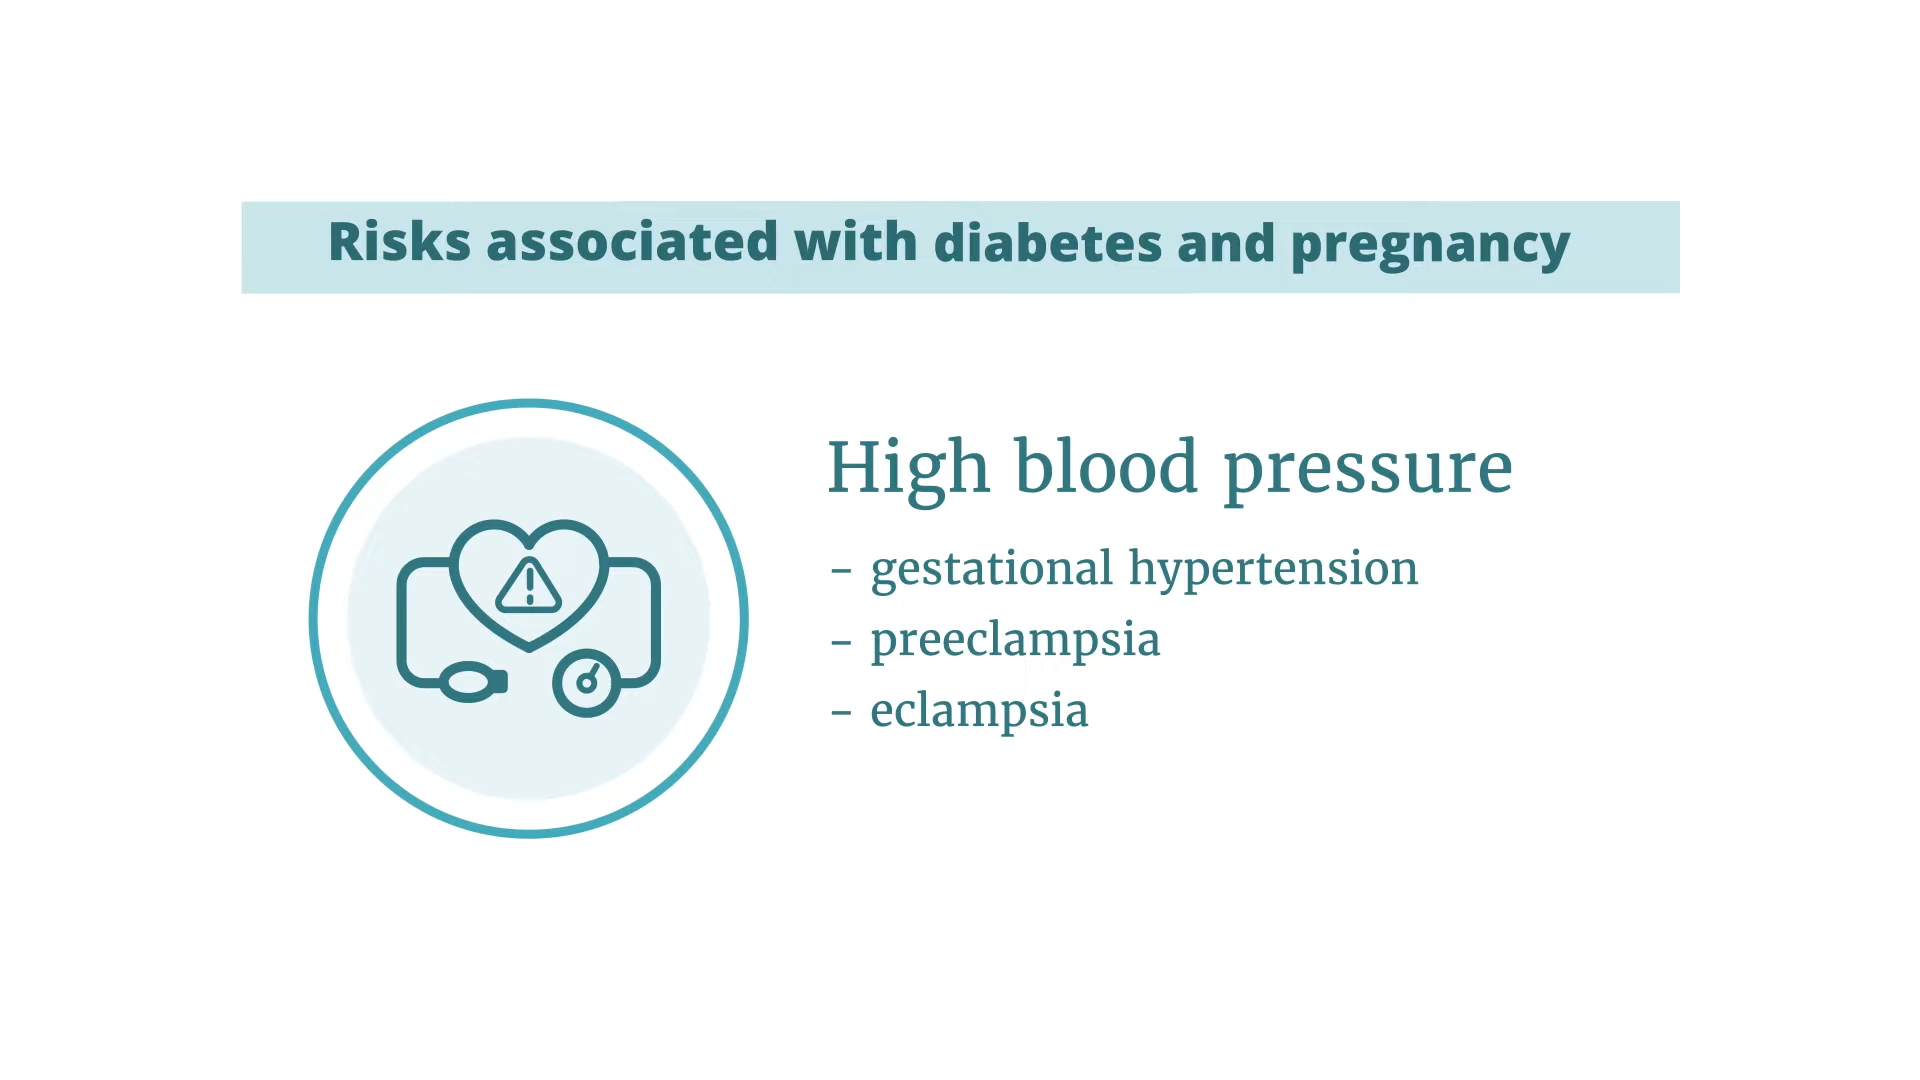 Risks associated with diabetes and pregnancy
High blood pressure
- gestational hypertension
- preeclampsia
- eclampsia